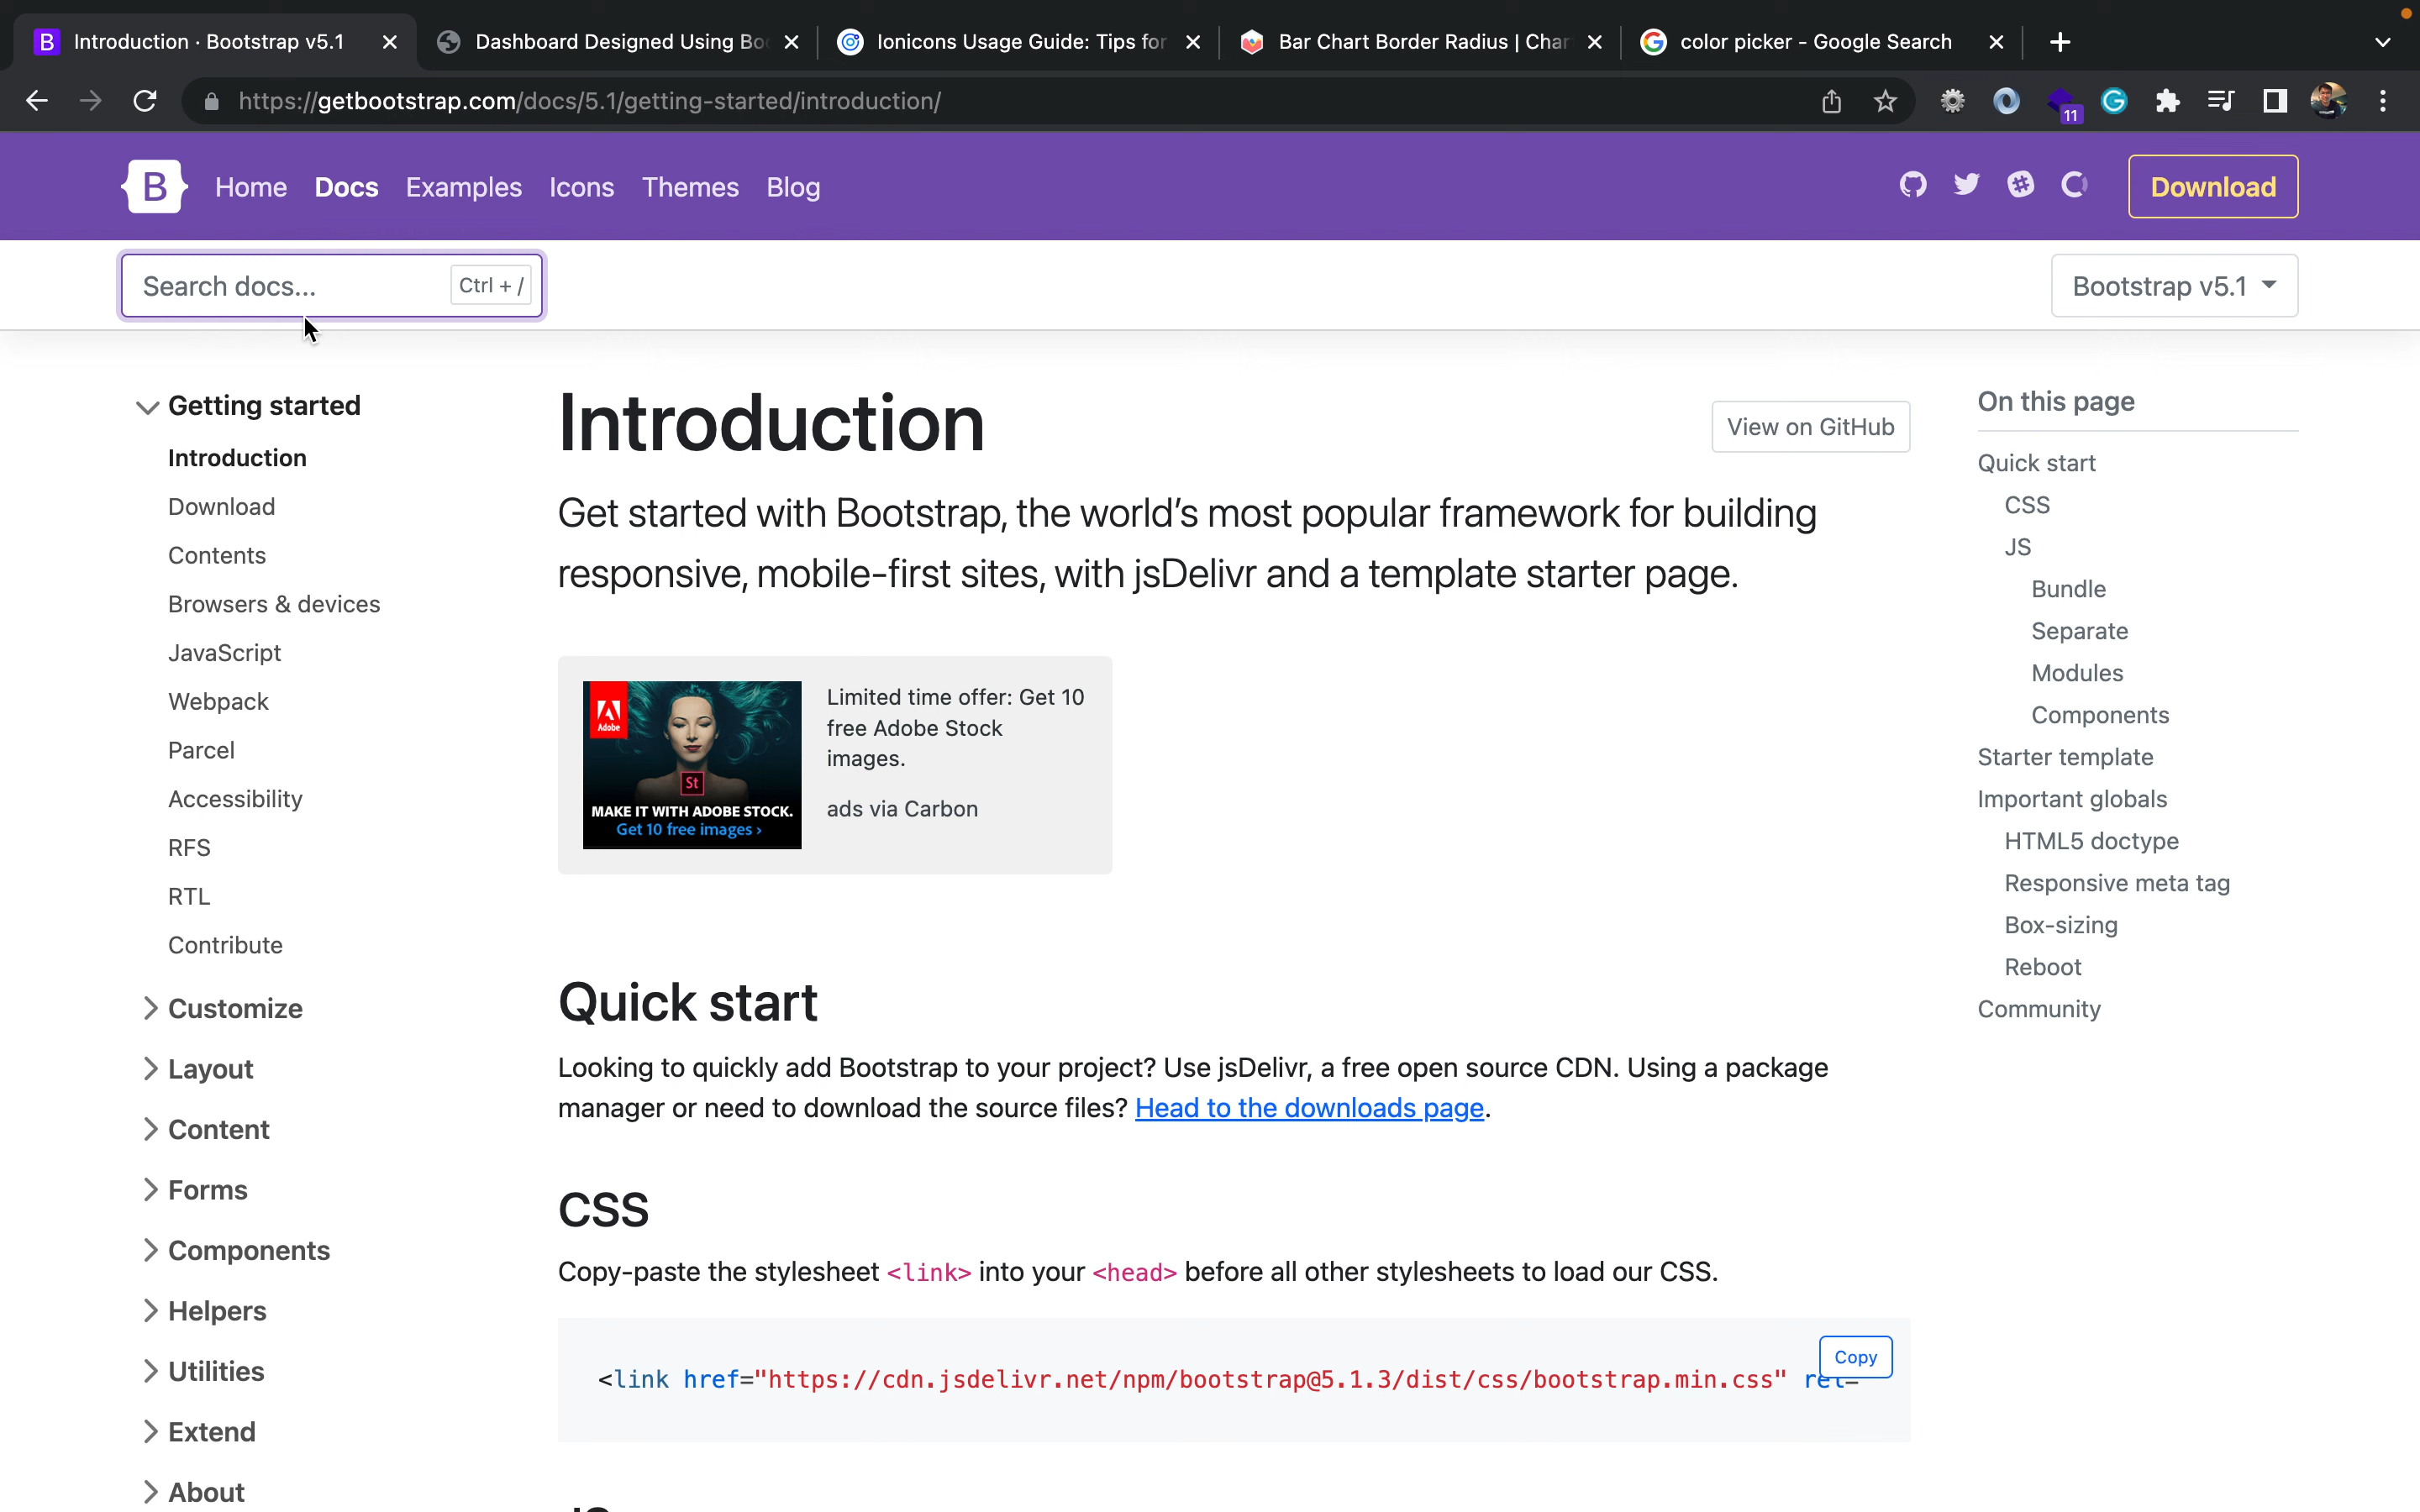 Introduction · Bootstrap v5.1
Dashboard Designed Using Bo
Ionicons Usage Guide: Tips for
Bar Chart Border Radius | Char
color picker - Google Search
https://getbootstrap.com/docs/5.1/getting-started/introduction/
11
B Home Docs Examples Icons Themes Blog
Download
Search docs... Ctrl + /
Bootstrap v5.1
Getting started
Introduction
Download
Contents
Browsers & devices
JavaScript
Webpack
Parcel
Accessibility
RFS
RTL
Contribute
Customize
Layout
Content
Forms
Components
Helpers
Utilities
Extend
About
Introduction
View on GitHub
Get started with Bootstrap, the world's most popular framework for building
responsive, mobile-first sites, with jsDelivr and a template starter page.
Adobe
St
MAKE IT WITH ADOBE STOCK.
Get 10 free images ›
Limited time offer: Get 10
free Adobe Stock
images.
ads via Carbon
Quick start
Looking to quickly add Bootstrap to your project? Use jsDelivr, a free open source CDN. Using a package
manager or need to download the source files? Head to the downloads page.
CSS
Copy-paste the stylesheet <link> into your <head> before all other stylesheets to load our CSS.
Copy
<link href="https://cdn.jsdelivr.net/npm/bootstrap@5.1.3/dist/css/bootstrap.min.css" rel=
On this page
Quick start
CSS
JS
Bundle
Separate
Modules
Components
Starter template
Important globals
HTML5 doctype
Responsive meta tag
Box-sizing
Reboot
Community